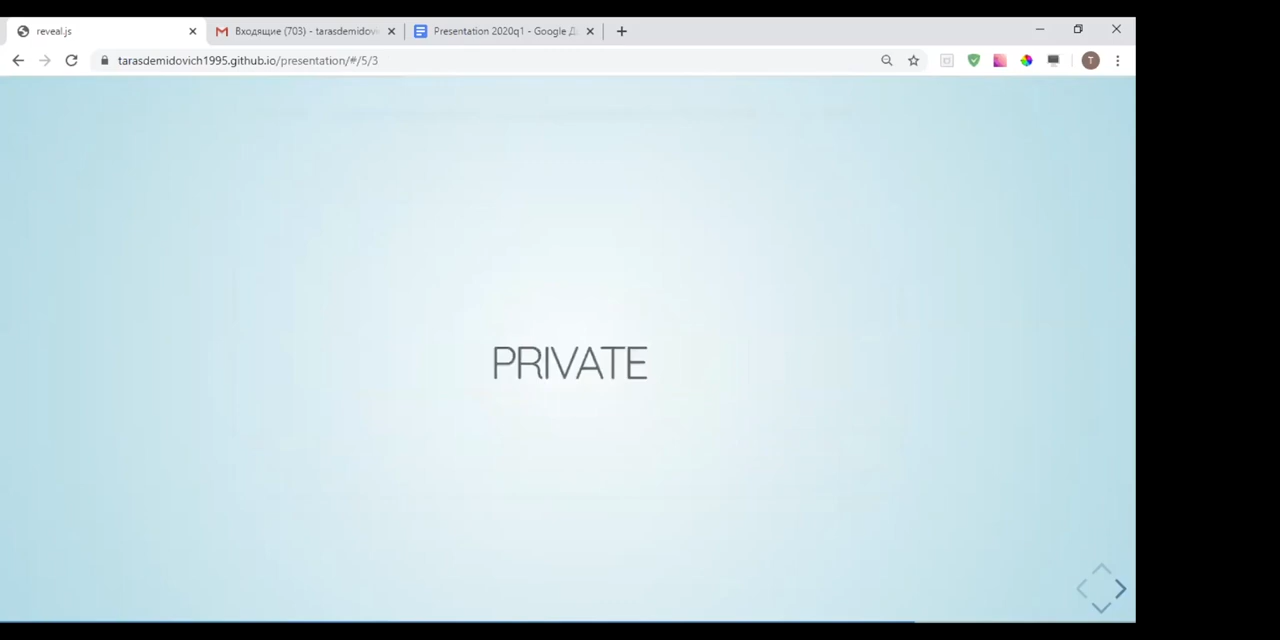 reveal.js
Входящие (703) - tarasdemidovi
Presentation 2020q1 - Google Д
tarasdemidovich1995.github.io/presentation/#/5/3
T
PRIVATE